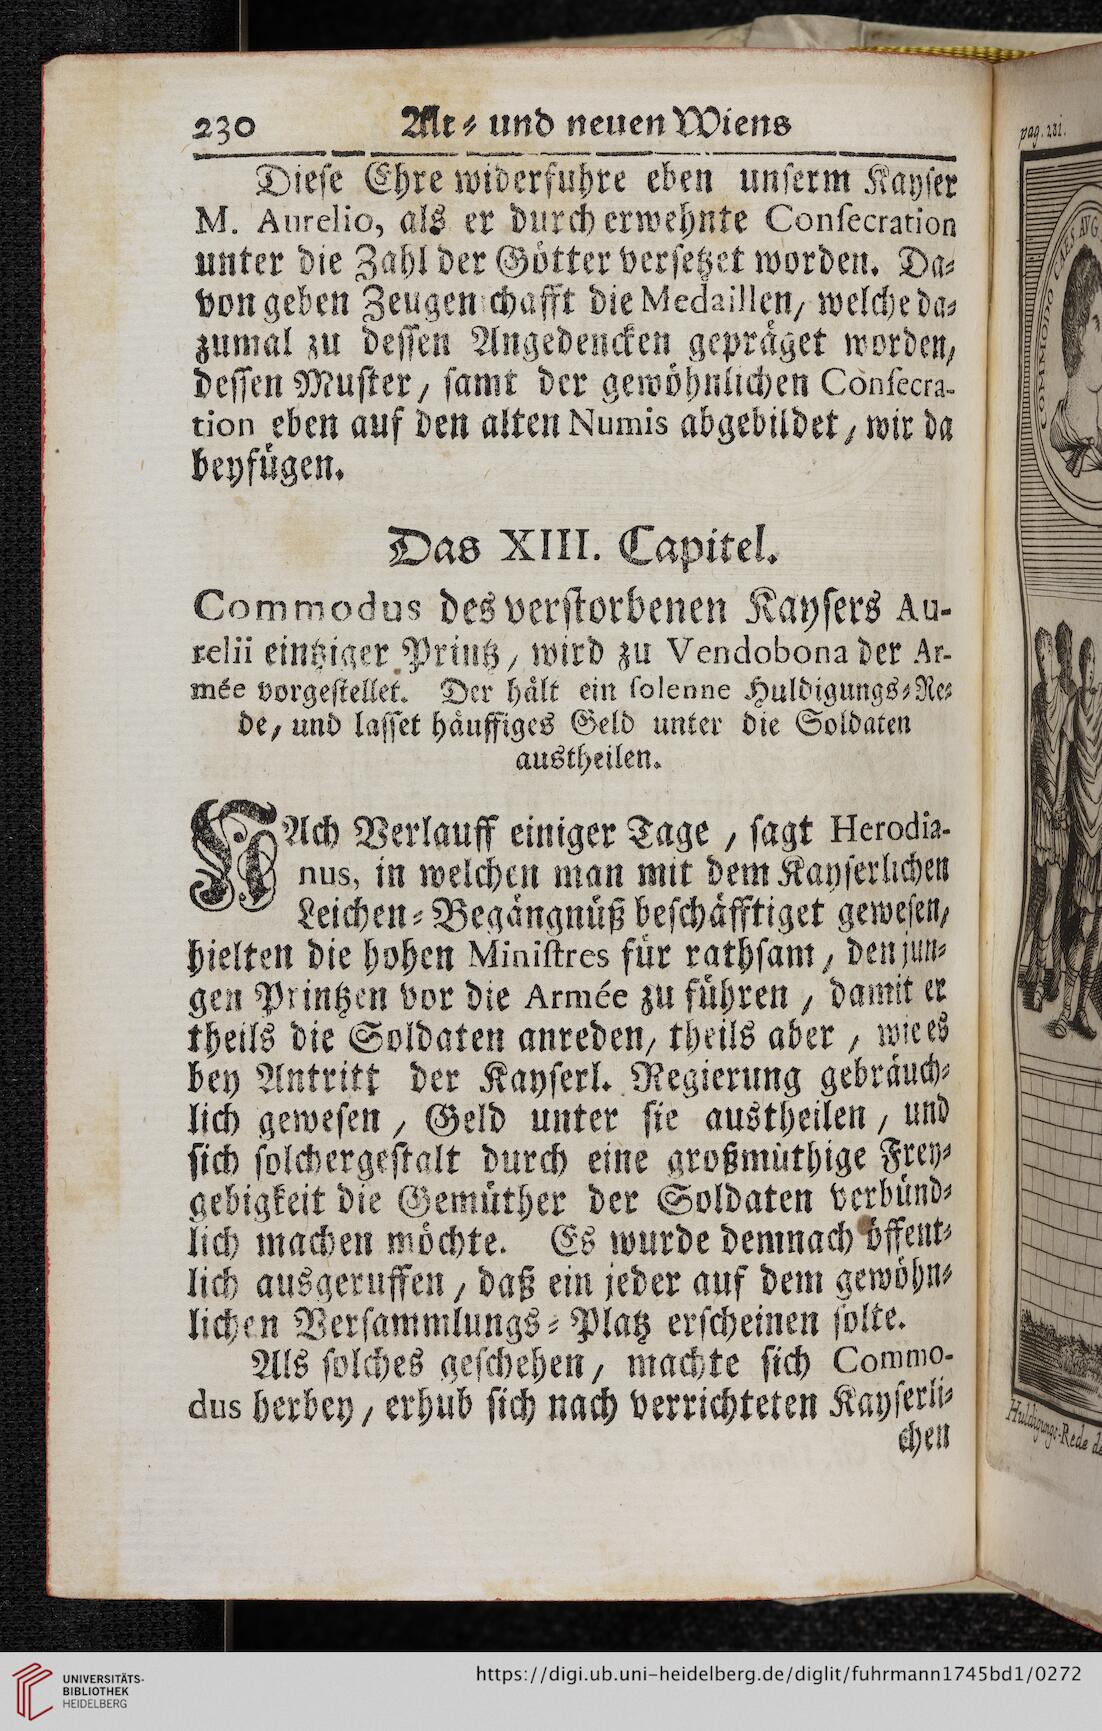 230 Alt- und neuen Wiens
Diese Ehre widerfuhre eben unserm Kayser
M. Aurelio, als er durch erwehnte Consecration
unter die Zahl der Götter versetzet worden. Da-
von geben Zeugenschafft die Medaillen, welche da-
zumal zu dessen Angedencken gepräget worden,
dessen Muster, samt der gewöhnlichen Consecra-
tion eben auf den alten Numis abgebildet, wir da
beyfügen.
Das XIII. Capitel.
Commodus des verstorbenen Kaysers Au-
relii eintziger Printz, wird zu Vendobona der Ar-
mée vorgestellet. Der hält ein solenne Huldigungs-Re-
de, und lasset häuffiges Geld unter die Soldaten
austheilen.
NAch Verlauff einiger Tage, sagt Herodia-
nus, in welchen man mit dem Kayserlichen
Leichen-Begängnüß beschäfftiget gewesen,
hielten die hohen Ministres für rathsam, den jun-
gen Printzen vor die Armée zu führen, damit er
theils die Soldaten anreden, theils aber, wie es
bey Antritt der Kayserl. Regierung gebräuch-
lich gewesen, Geld unter sie austheilen, und
sich solchergestalt durch eine großmüthige Frey-
gebigkeit die Gemüther der Soldaten verbünd-
lich machen möchte. Es wurde demnach öffent-
lich ausgeruffen, daß ein jeder auf dem gewöhn-
lichen Versammlungs-Platz erscheinen solte.
Als solches geschehen, machte sich Commo-
dus herbey, erhub sich nach verrichteten Kayserli-
chen
pag. 231.
COMMODO CAES AVG
Huldigungs-Rede de
UNIVERSITÄTS-
BIBLIOTHEK
HEIDELBERG
https://digi.ub.uni-heidelberg.de/diglit/fuhrmann1745bd1/0272